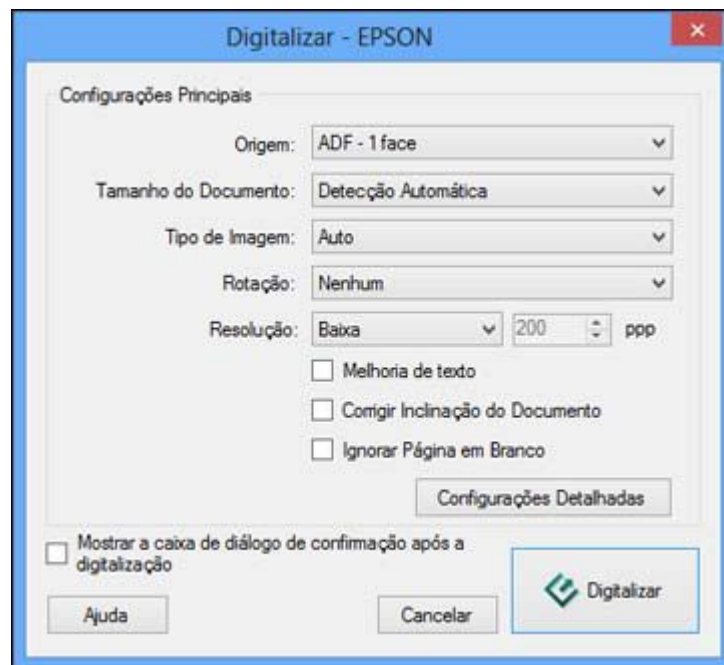 Digitalizar - EPSON
Configurações Principais
Origem: ADF - 1 face
Tamanho do Documento: Detecção Automática
Tipo de Imagem: Auto
Rotação: Nenhum
Resolução: Baixa 200 ppp
Melhoria de texto
Corrigir Inclinação do Documento
Ignorar Página em Branco
Configurações Detalhadas
Mostrar a caixa de diálogo de confirmação após a
digitalização
Digitalizar
Ajuda Cancelar